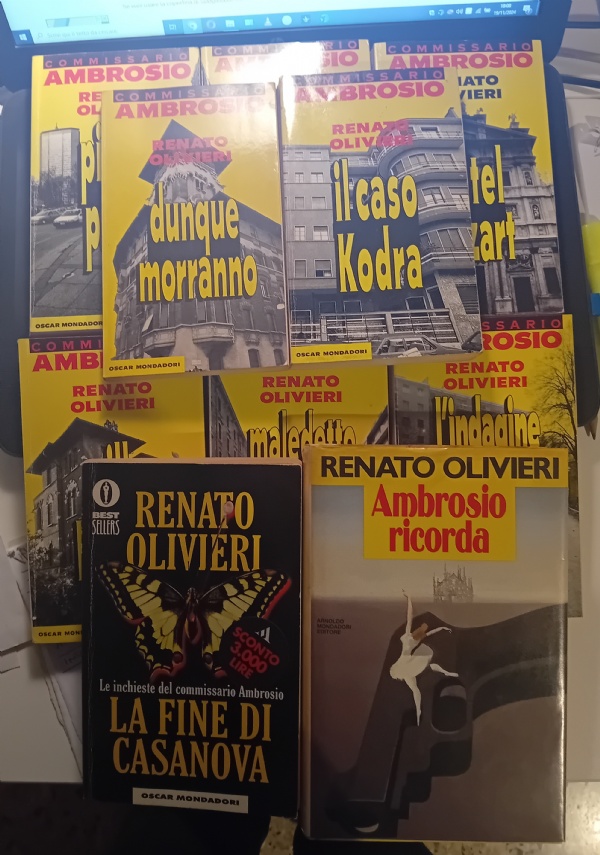 COMMISSARIO
AMBROSIO
COMMISSARIO
AMBROSIO
COMMISSARIO
AMBROSIO
RENATO
OLIVIERI
dunque
morranno
OSCAR MONDADORI
COMMISSARIO
AMBROSIO
RENATO
OLIVIERI
il caso
Kodra
OSCAR MONDADORI
OSCAR MONDADORI
COMMISSARIO
RENATO
OLIVIERI
RENATO
OLIVIERI
maledetto
COMMISSARIO
AMBROSIO
RENATO
OLIVIERI
l'indagine
OSCAR
BEST
SELLERS
RENATO
OLIVIERI
SCONTO
3.000
LIRE
Le inchieste del commissario Ambrosio
LA FINE DI
CASANOVA
OSCAR MONDADORI
RENATO OLIVIERI
Ambrosio
ricorda
ARNOLDO
MONDADORI
EDITORE